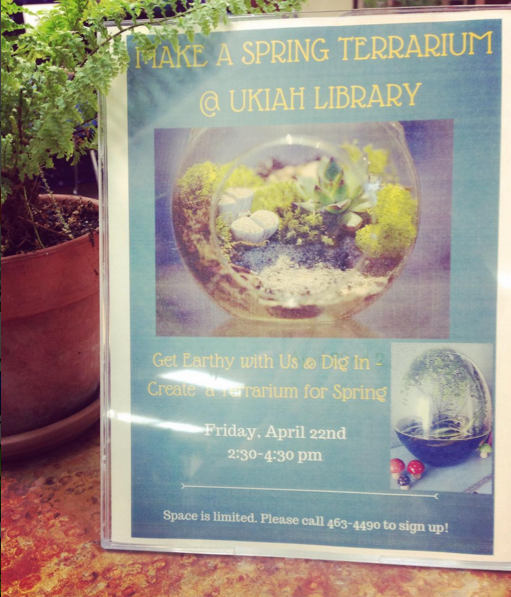 MAKE A SPRING TERRARIUM
@ UKIAH LIBRARY
Get Earthy with Us & Dig In -
Create a Terrarium for Spring
Friday, April 22nd
2:30-4:30 pm
Space is limited. Please call 463-4490 to sign up!